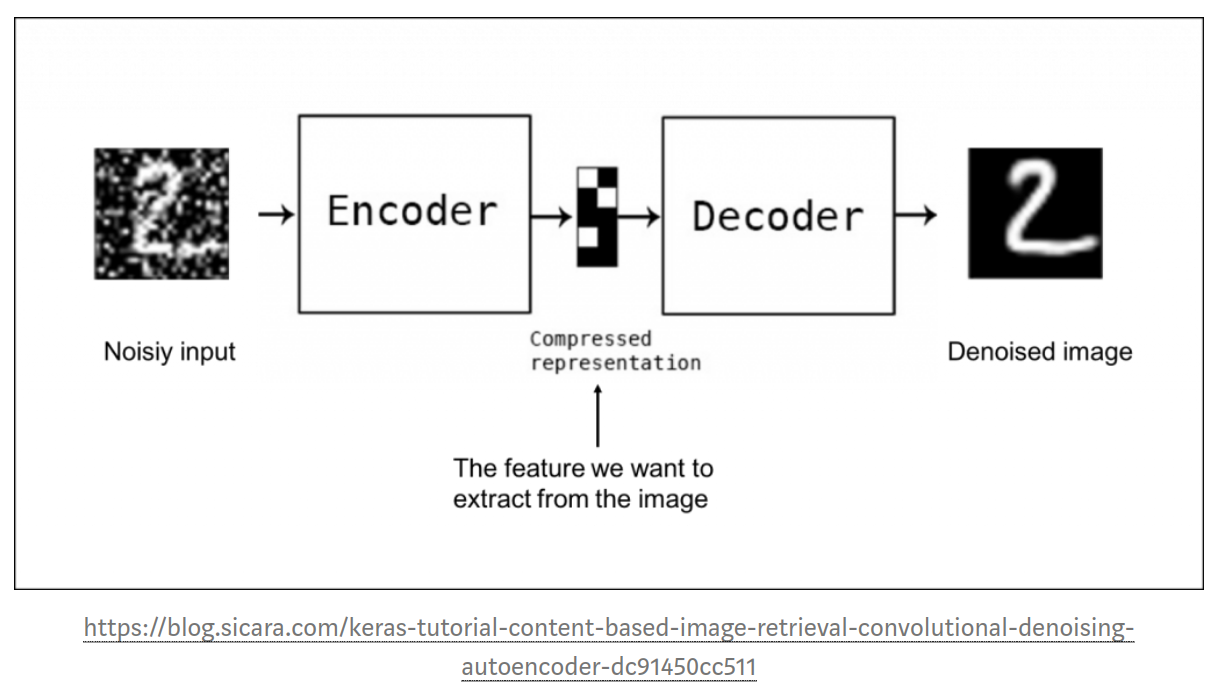 Encoder
Decoder
Noisiy input
Compressed
representation
Denoised image
The feature we want to
extract from the image
https://blog.sicara.com/keras-tutorial-content-based-image-retrieval-convolutional-denoising-
autoencoder-dc91450cc511